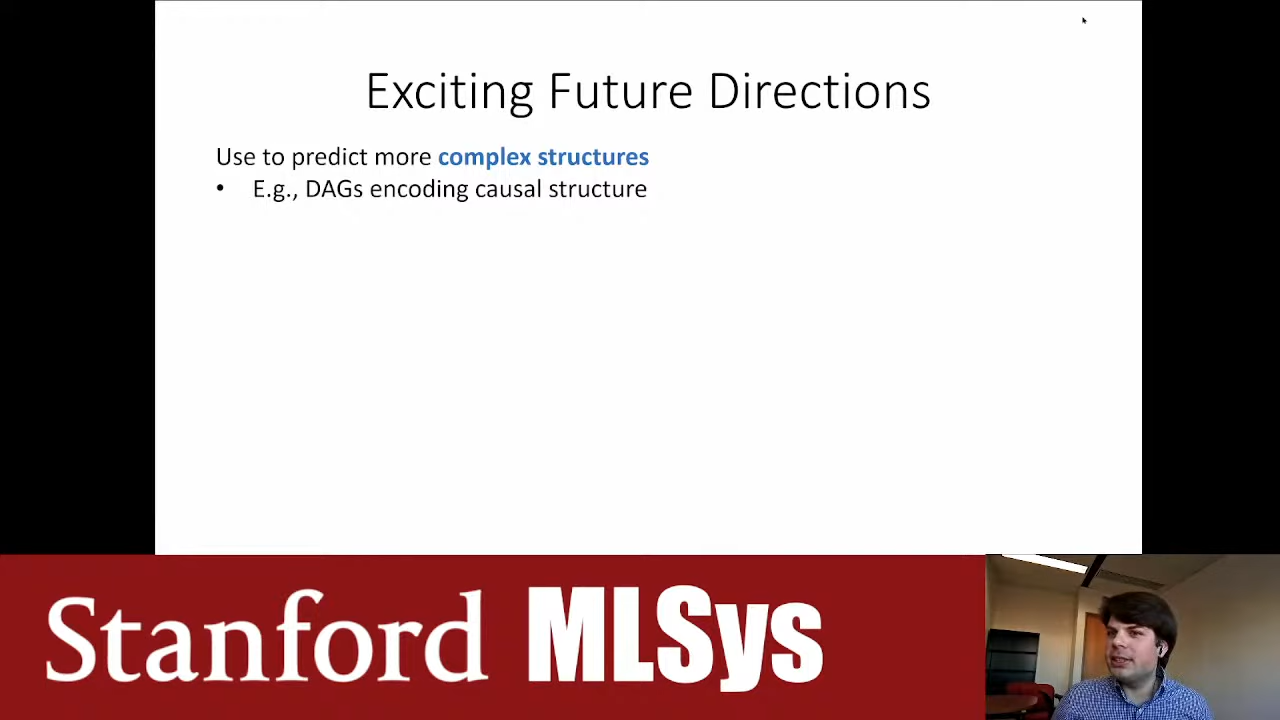 Exciting Future Directions
Use to predict more complex structures
• E.g., DAGs encoding causal structure
Stanford MLSys